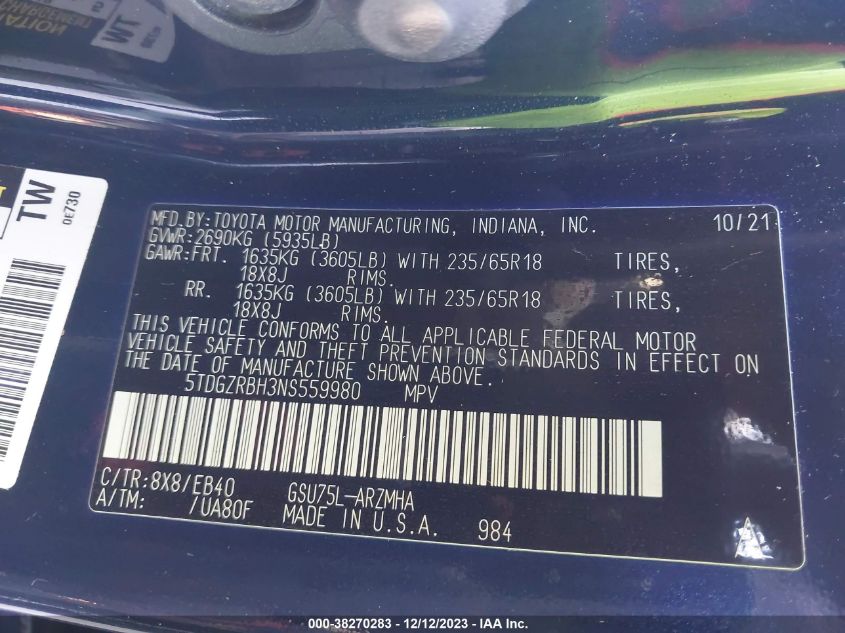 WT
TW
0E730
MFD.BY:TOYOTA MOTOR MANUFACTURING, INDIANA, INC. 10/21
GVWR:2690KG (5935LB)
GAWR:FRT. 1635KG (3605LB) WITH 235/65R18 TIRES,
18X8J RIMS.
RR. 1635KG (3605LB) WITH 235/65R18 TIRES,
18X8J RIMS.
THIS VEHICLE CONFORMS TO ALL APPLICABLE FEDERAL MOTOR
VEHICLE SAFETY AND THEFT PREVENTION STANDARDS IN EFFECT ON
THE DATE OF MANUFACTURE SHOWN ABOVE.
5TDGZRBH3NS559980 MPV
C/TR:8X8/EB40 GSU75L-ARZMHA
A/TM: /UA80F MADE IN U.S.A. 984
000-38270283 - 12/12/2023 - IAA Inc.